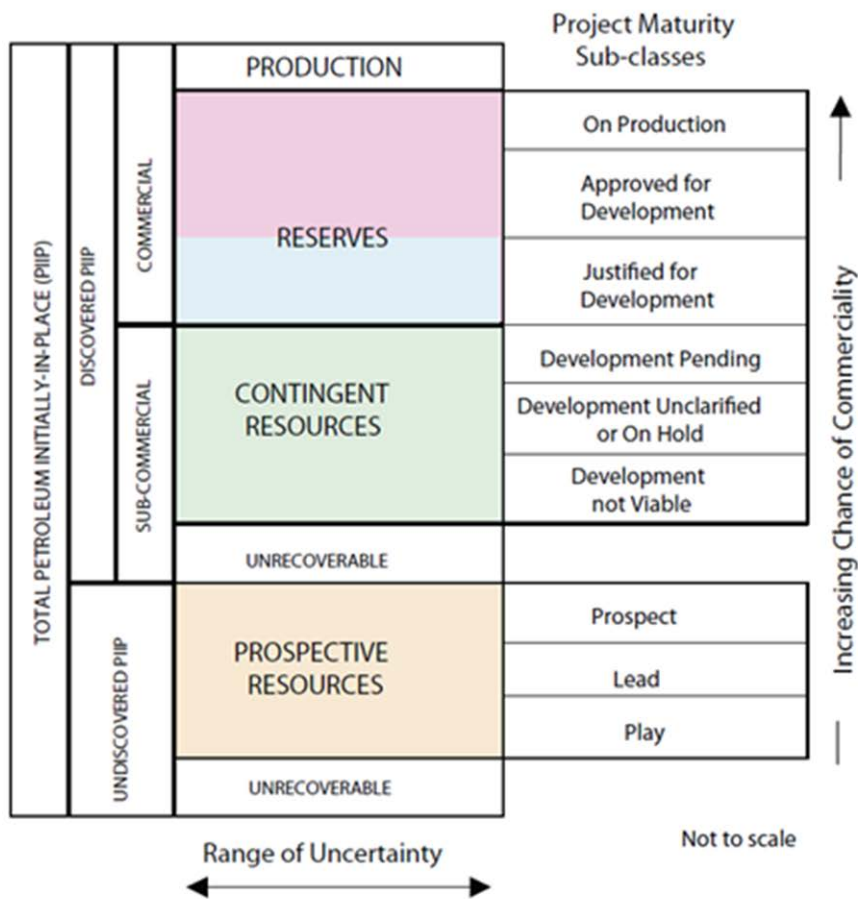 Project Maturity
Sub-classes
PRODUCTION
On Production
Approved for
Development
RESERVES
Justified for
Development
CONTINGENT
RESOURCES
Development Pending
Development Unclarified
or On Hold
Development
not Viable
UNRECOVERABLE
PROSPECTIVE
RESOURCES
Prospect
Lead
Play
UNRECOVERABLE
TOTAL PETROLEUM INITIALLY-IN-PLACE (PIIP)
DISCOVERED PIIP
COMMERCIAL
SUB-COMMERCIAL
UNDISCOVERED PIIP
Increasing Chance of Commerciality
Range of Uncertainty
Not to scale